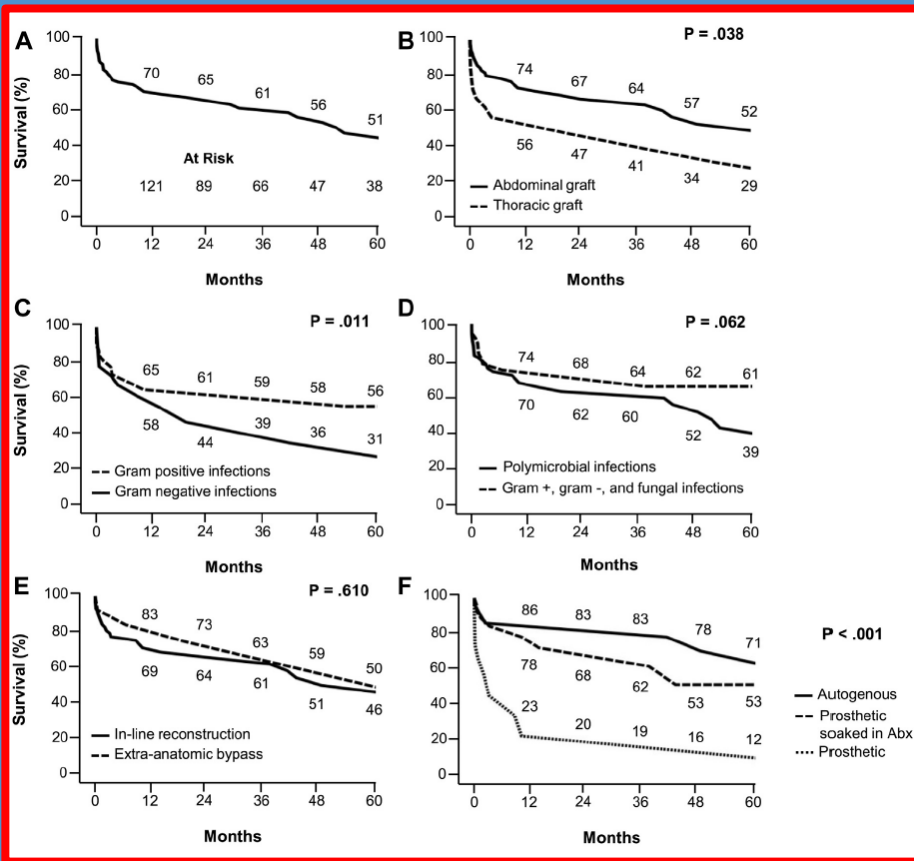 A
Survival (%)
100
80
60
40
20
0
70 65 61 56 51
At Risk
121 89 66 47 38
0 12 24 36 48 60
Months
B
P = .038
100
80
60
40
20
0
74 67 64 57 52
56 47 41 34 29
Abdominal graft
Thoracic graft
0 12 24 36 48 60
Months
C
P = .011
Survival (%)
100
80
60
40
20
0
65 61 59 58 56
58 44 39 36 31
Gram positive infections
Gram negative infections
0 12 24 36 48 60
Months
D
P = .062
100
80
60
40
20
0
74 68 64 62 61
70 62 60 52 39
Polymicrobial infections
Gram +, gram -, and fungal infections
0 12 24 36 48 60
Months
E
P = .610
Survival (%)
100
80
60
40
20
0
83 73 63 59 50
69 64 61 51 46
In-line reconstruction
Extra-anatomic bypass
0 12 24 36 48 60
Months
F
100
80
60
40
20
0
86 83 83 78 71
78 68 62 53 53
23 20 19 16 12
0 12 24 36 48 60
Months
P < .001
Autogenous
Prosthetic
soaked in Abx
Prosthetic